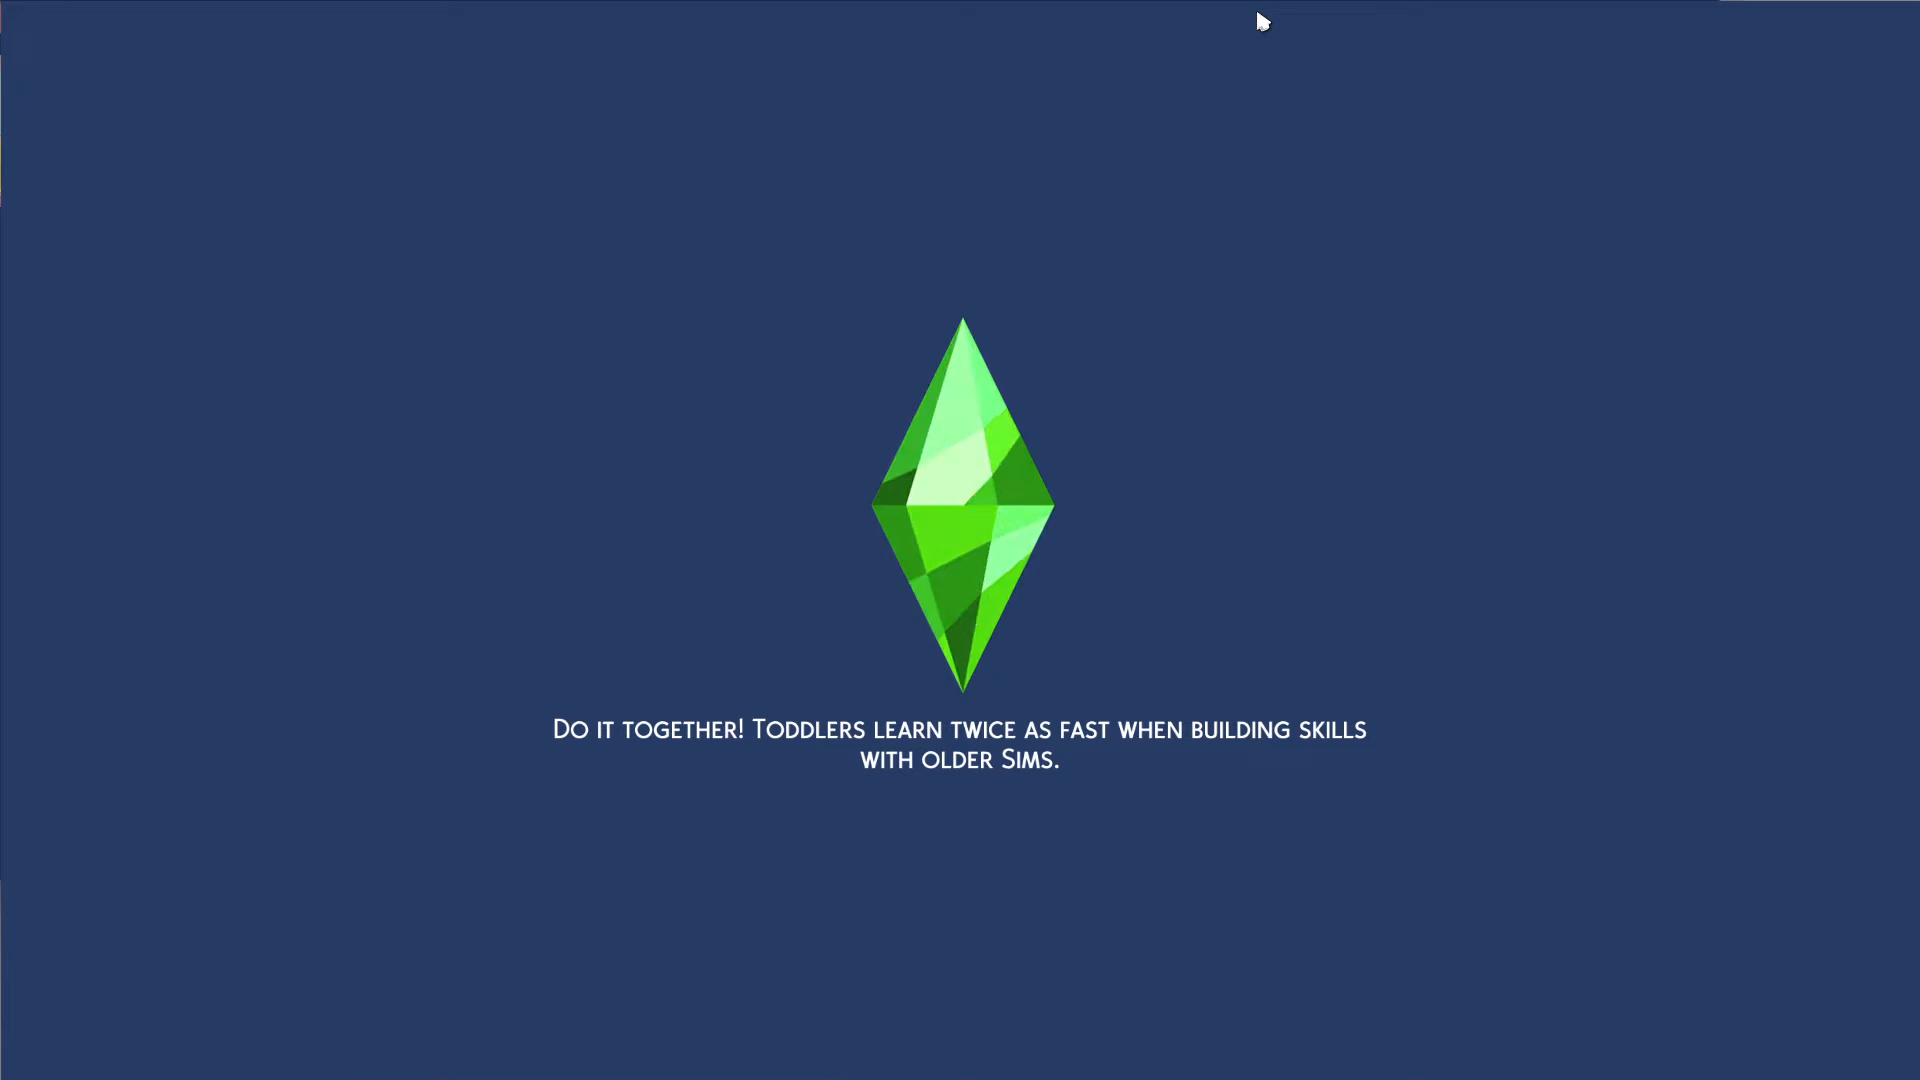 Do it together! Toddlers learn twice as fast when building skills
with older Sims.